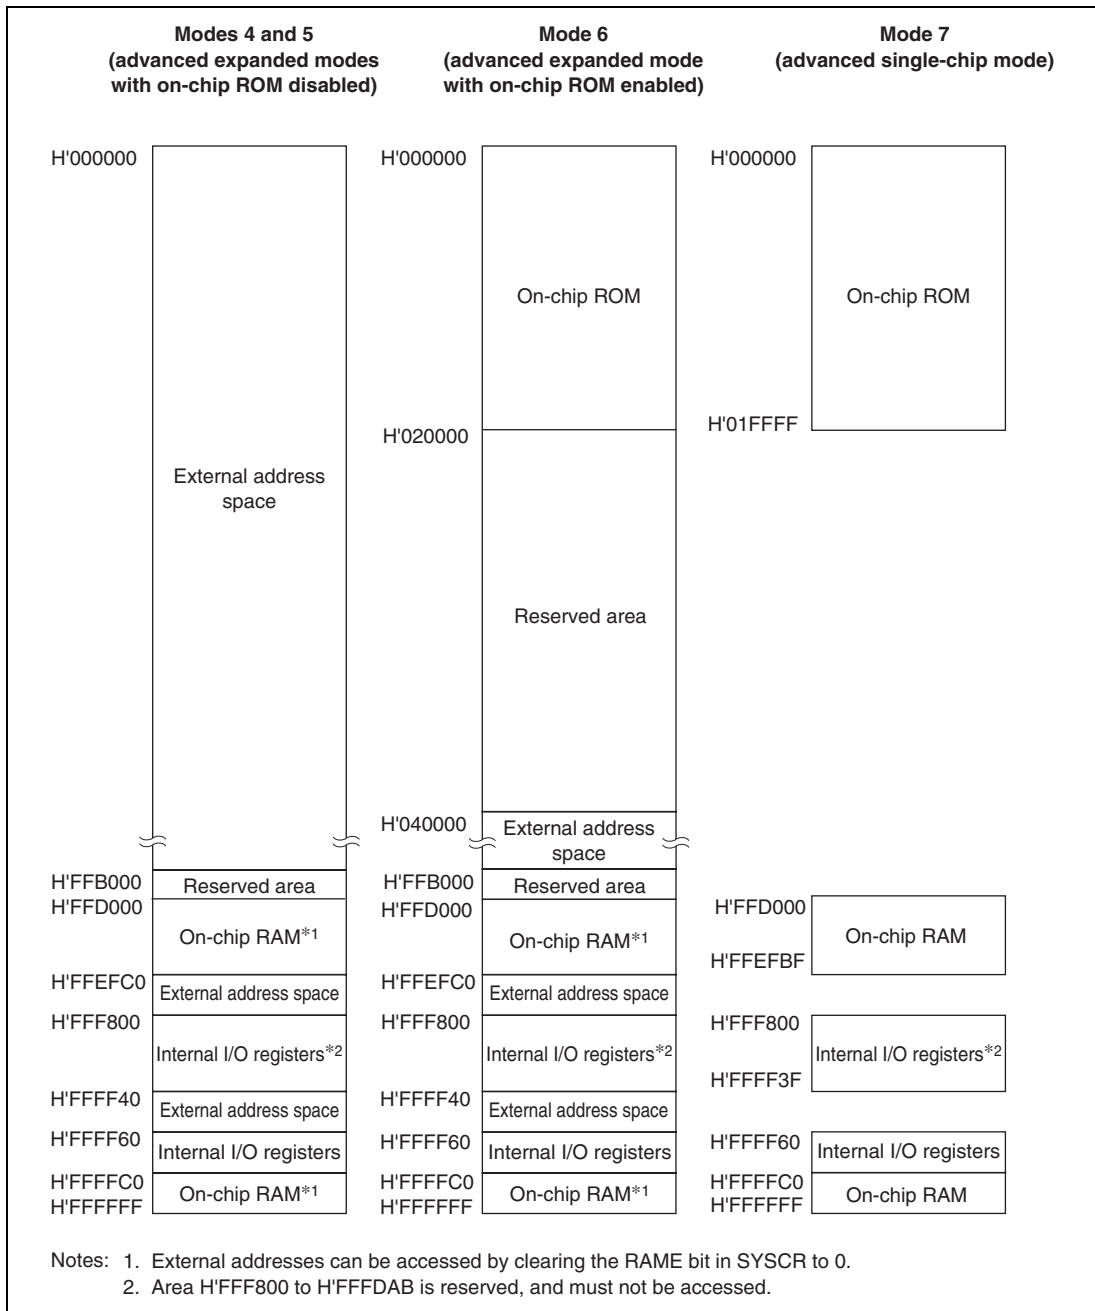 Modes 4 and 5
(advanced expanded modes
with on-chip ROM disabled)
Mode 6
(advanced expanded mode
with on-chip ROM enabled)
Mode 7
(advanced single-chip mode)
H'000000
External address
space
H'FFB000
Reserved area
H'FFD000
On-chip RAM*1
H'FFEFC0
External address space
H'FFF800
Internal I/O registers*2
H'FFFF40
External address space
H'FFFF60
Internal I/O registers
H'FFFFC0
On-chip RAM*1
H'FFFFFF
H'000000
On-chip ROM
H'020000
Reserved area
H'040000
External address
space
H'FFB000
Reserved area
H'FFD000
On-chip RAM*1
H'FFEFC0
External address space
H'FFF800
Internal I/O registers*2
H'FFFF40
External address space
H'FFFF60
Internal I/O registers
H'FFFFC0
On-chip RAM*1
H'FFFFFF
H'000000
On-chip ROM
H'01FFFF
H'FFD000
On-chip RAM
H'FFEFBF
H'FFF800
Internal I/O registers*2
H'FFFF3F
H'FFFF60
Internal I/O registers
H'FFFFC0
On-chip RAM
H'FFFFFF
Notes: 1. External addresses can be accessed by clearing the RAME bit in SYSCR to 0.
2. Area H'FFF800 to H'FFFDAB is reserved, and must not be accessed.